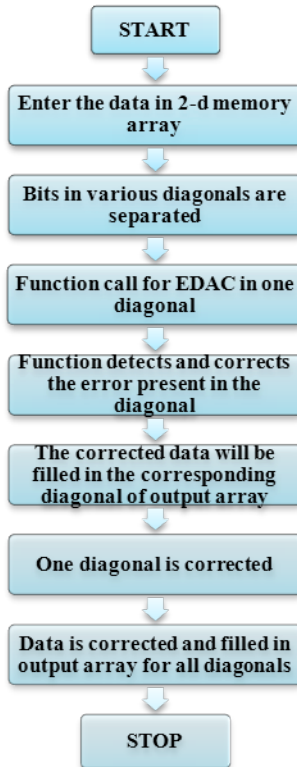 START
Enter the data in 2-d memory
array
Bits in various diagonals are
separated
Function call for EDAC in one
diagonal
Function detects and corrects
the error present in the
diagonal
The corrected data will be
filled in the corresponding
diagonal of output array
One diagonal is corrected
Data is corrected and filled in
output array for all diagonals
STOP